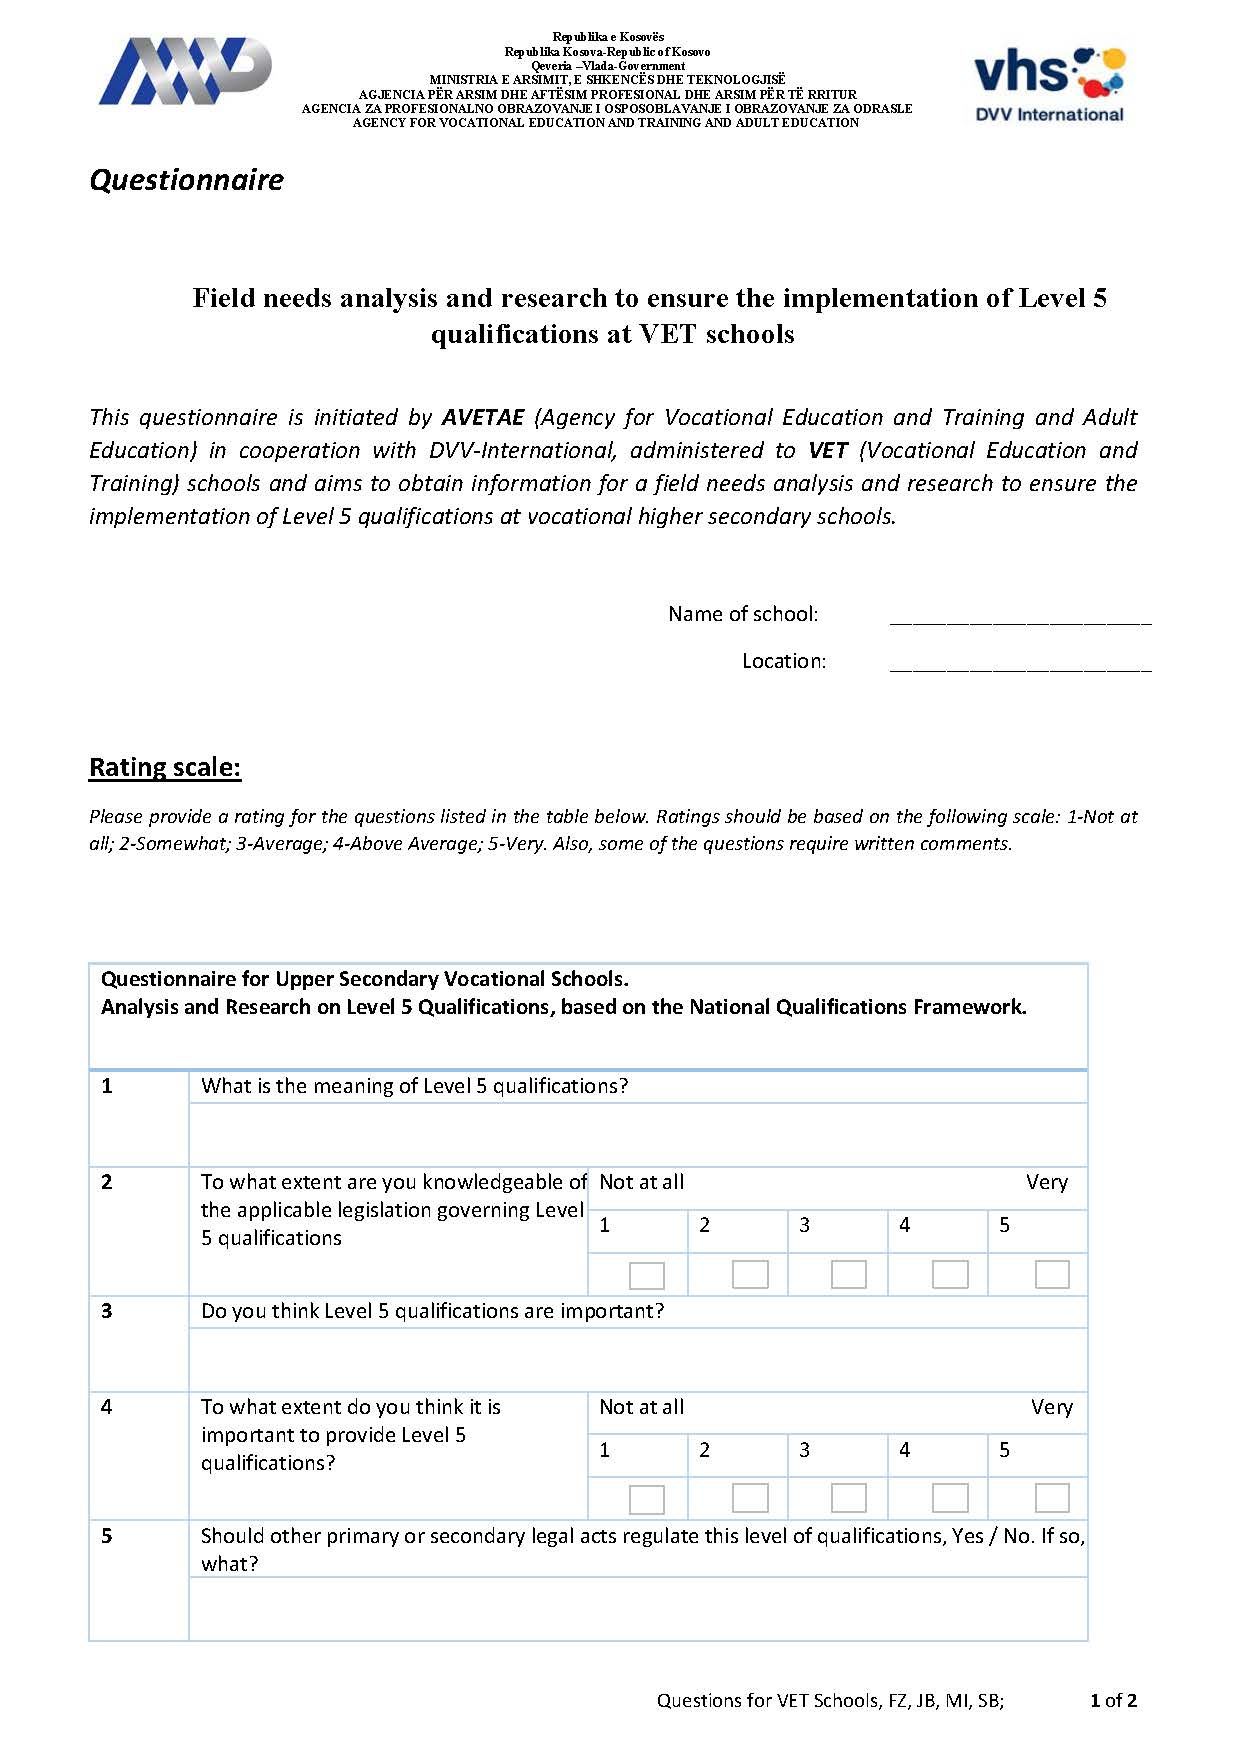 Republika e Kosovës
Republika Kosova-Republic of Kosovo
Qeveria –Vlada-Government
MINISTRIA E ARSIMIT, E SHKENCËS DHE TEKNOLOGJISË
AGJENCIA PËR ARSIM DHE AFTËSIM PROFESIONAL DHE ARSIM PËR TË RRITUR
AGENCIA ZA PROFESIONALNO OBRAZOVANJE I OSPOSOBLAVANJE I OBRAZOVANJE ZA ODRASLE
AGENCY FOR VOCATIONAL EDUCATION AND TRAINING AND ADULT EDUCATION
vhs
DVV International
Questionnaire
Field needs analysis and research to ensure the implementation of Level 5
qualifications at VET schools
This questionnaire is initiated by AVETAE (Agency for Vocational Education and Training and Adult
Education) in cooperation with DVV-International, administered to VET (Vocational Education and
Training) schools and aims to obtain information for a field needs analysis and research to ensure the
implementation of Level 5 qualifications at vocational higher secondary schools.
Name of school: ________________________
Location: ________________________
Rating scale:
Please provide a rating for the questions listed in the table below. Ratings should be based on the following scale: 1-Not at
all; 2-Somewhat; 3-Average; 4-Above Average; 5-Very. Also, some of the questions require written comments.
Questionnaire for Upper Secondary Vocational Schools.
Analysis and Research on Level 5 Qualifications, based on the National Qualifications Framework.
1 What is the meaning of Level 5 qualifications?
2 To what extent are you knowledgeable of Not at all Very
the applicable legislation governing Level
1 2 3 4 5
5 qualifications
3 Do you think Level 5 qualifications are important?
4 To what extent do you think it is Not at all Very
important to provide Level 5
1 2 3 4 5
qualifications?
5 Should other primary or secondary legal acts regulate this level of qualifications, Yes / No. If so,
what?
Questions for VET Schools, FZ, JB, MI, SB; 1 of 2